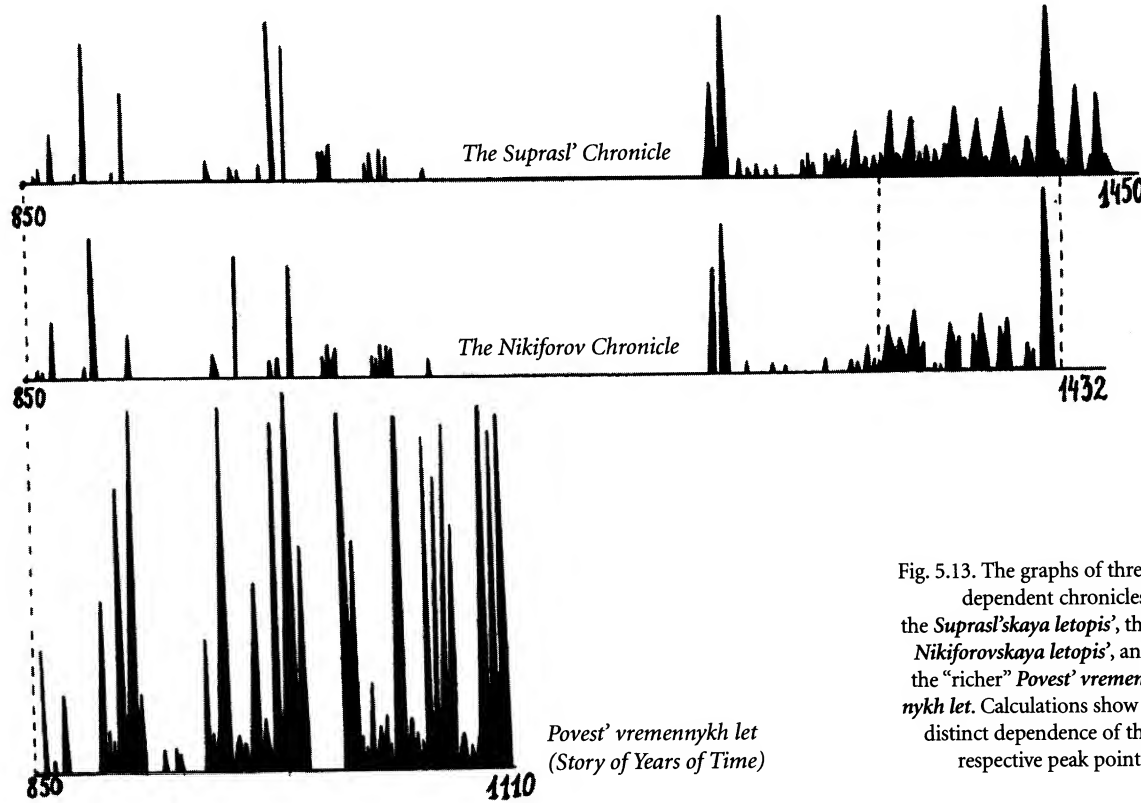 The Suprasl’ Chronicle
850
1450
The Nikiforov Chronicle
850
1432
Fig. 5.13. The graphs of thre
dependent chronicles
the Suprasl’skaya letopis’, th
Nikiforovskaya letopis’, an
the “richer” Povest’ vremen
nykh let. Calculations show
distinct dependence of th
respective peak point
Povest’ vremennykh let
(Story of Years of Time)
850
1110